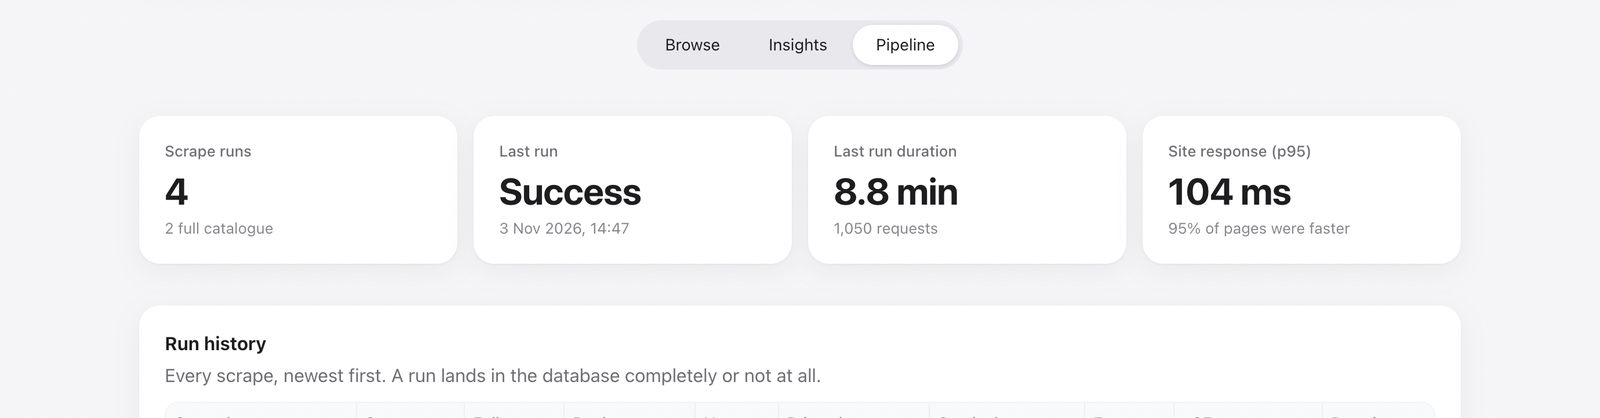 Browse Insights Pipeline
Scrape runs
4
2 full catalogue
Last run
Success
3 Nov 2026, 14:47
Last run duration
8.8 min
1,050 requests
Site response (p95)
104 ms
95% of pages were faster
Run history
Every scrape, newest first. A run lands in the database completely or not at all.